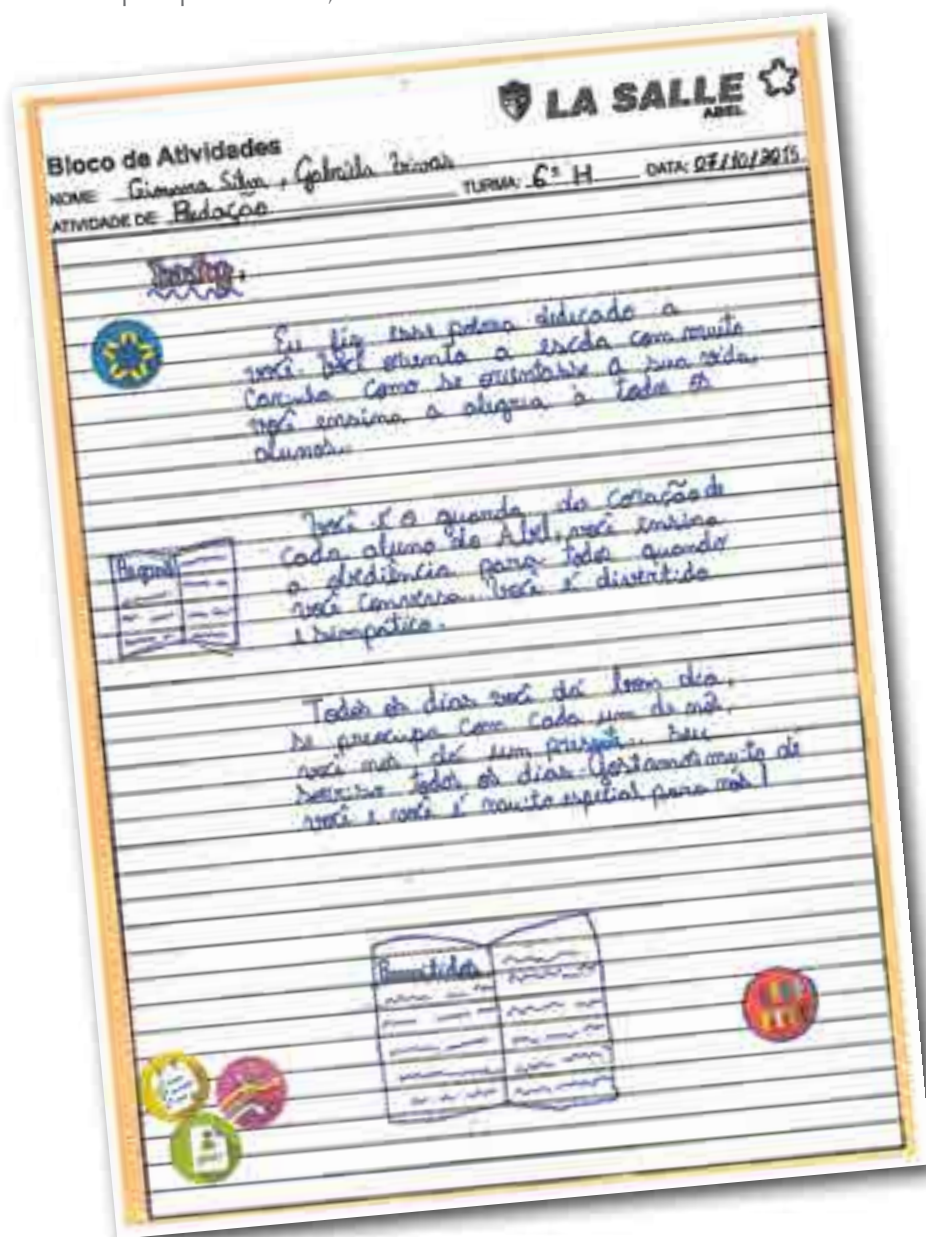 LA SALLE
ABEL
Bloco de Atividades
NOME: Silva, Gabriela
TURMA: 6º H
DATA: 07/10/2015
ATIVIDADE DE: Redação
Eu fiz esse poema dedicado a
você. Você orienta a escola com muito
carinho como se orientasse a sua vida,
você ensina a alegria à todos os
alunos.
Você é o guarda do coração de
cada aluno do Abel, você ensina
a obediência para todos quando
você conversa. Você é divertido
e simpático.
Todos os dias você dá bom dia,
se preocupa com cada um de nós,
você nos dá um presente seu
sorriso todos os dias. Gostamos muito de
você e você é muito especial para nós!